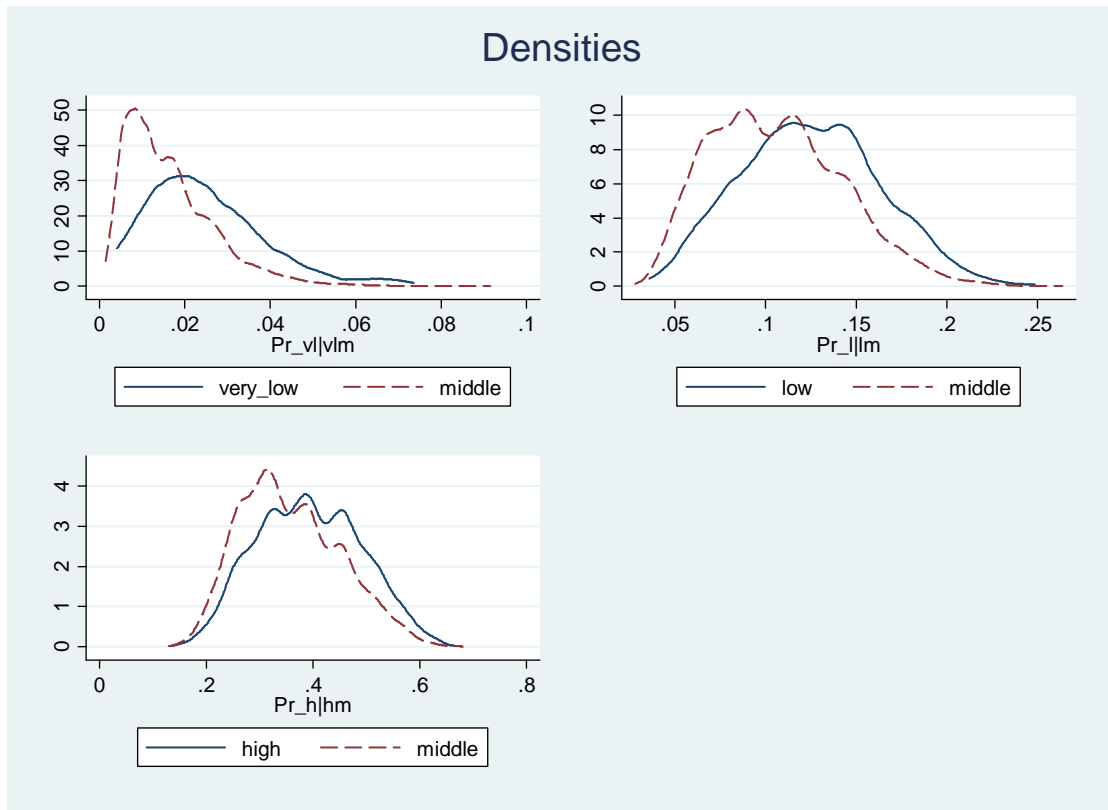 Densities
50
40
30
20
10
0
0 .02 .04 .06 .08 .1
Pr_vl|vlm
very_low middle
10
8
6
4
2
0
.05 .1 .15 .2 .25
Pr_l|lm
low middle
4
3
2
1
0
0 .2 .4 .6 .8
Pr_h|hm
high middle